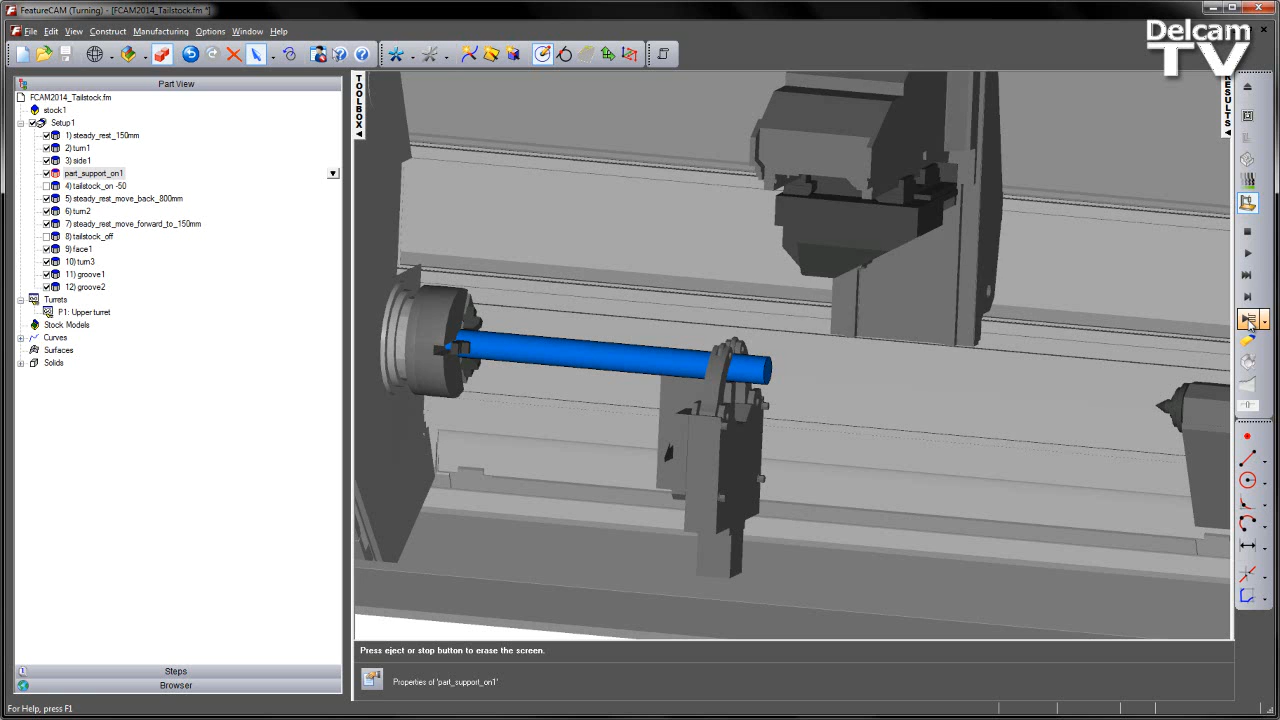 FeatureCAM (Turning) - [FCAM2014_Tailstock.fm *]
File Edit View Construct Manufacturing Options Window Help
Delcam
TV
Part View
FCAM2014_Tailstock.fm
stock1
Setup1
1) steady_rest_150mm
2) turn1
3) side1
part_support_on1
4) tailstock_on -50
5) steady_rest_move_back_800mm
6) turn2
7) steady_rest_move_forward_to_150mm
8) tailstock_off
9) face1
10) turn3
11) groove1
12) groove2
Turrets
P1: Upper turret
Stock Models
Curves
Surfaces
Solids
TOOLBOX
RESULTS
Press eject or stop button to erase the screen.
Steps
Properties of 'part_support_on1'
Browser
For Help, press F1